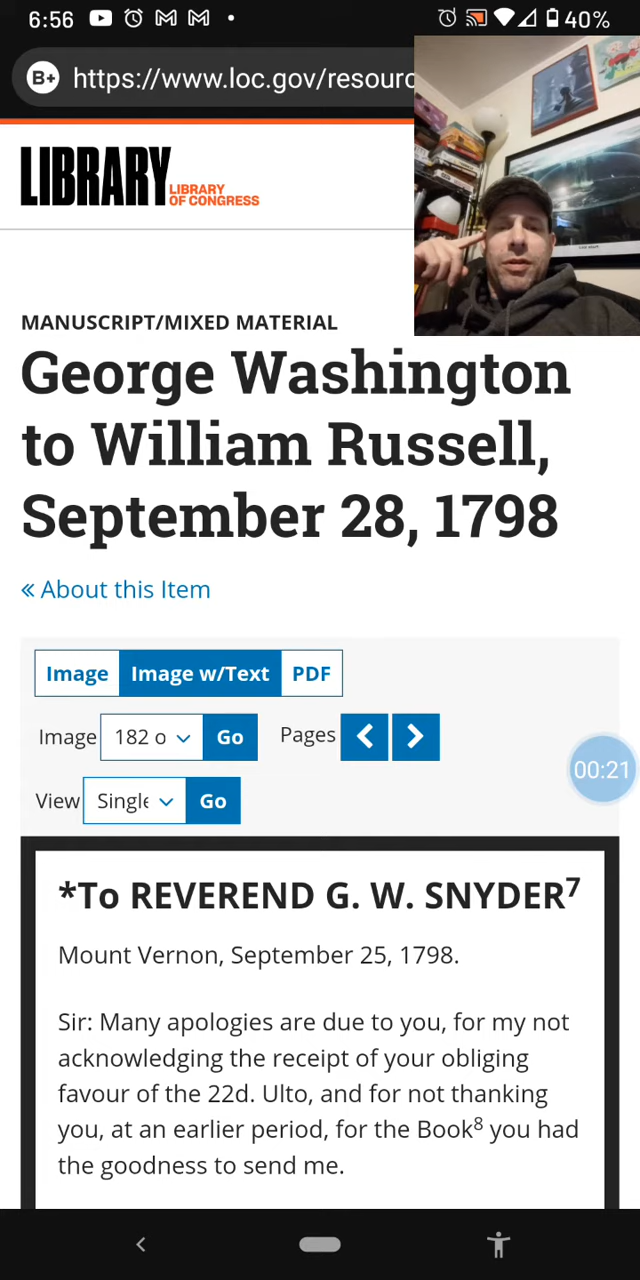 6:56
40%
B+ https://www.loc.gov/resourc
LIBRARY
LIBRARY
OF CONGRESS
MANUSCRIPT/MIXED MATERIAL
George Washington
to William Russell,
September 28, 1798
« About this Item
Image Image w/Text PDF
Image 182 o Go Pages
View Single Go
00:21
*To REVEREND G. W. SNYDER⁷
Mount Vernon, September 25, 1798.
Sir: Many apologies are due to you, for my not
acknowledging the receipt of your obliging
favour of the 22d. Ulto, and for not thanking
you, at an earlier period, for the Book⁸ you had
the goodness to send me.